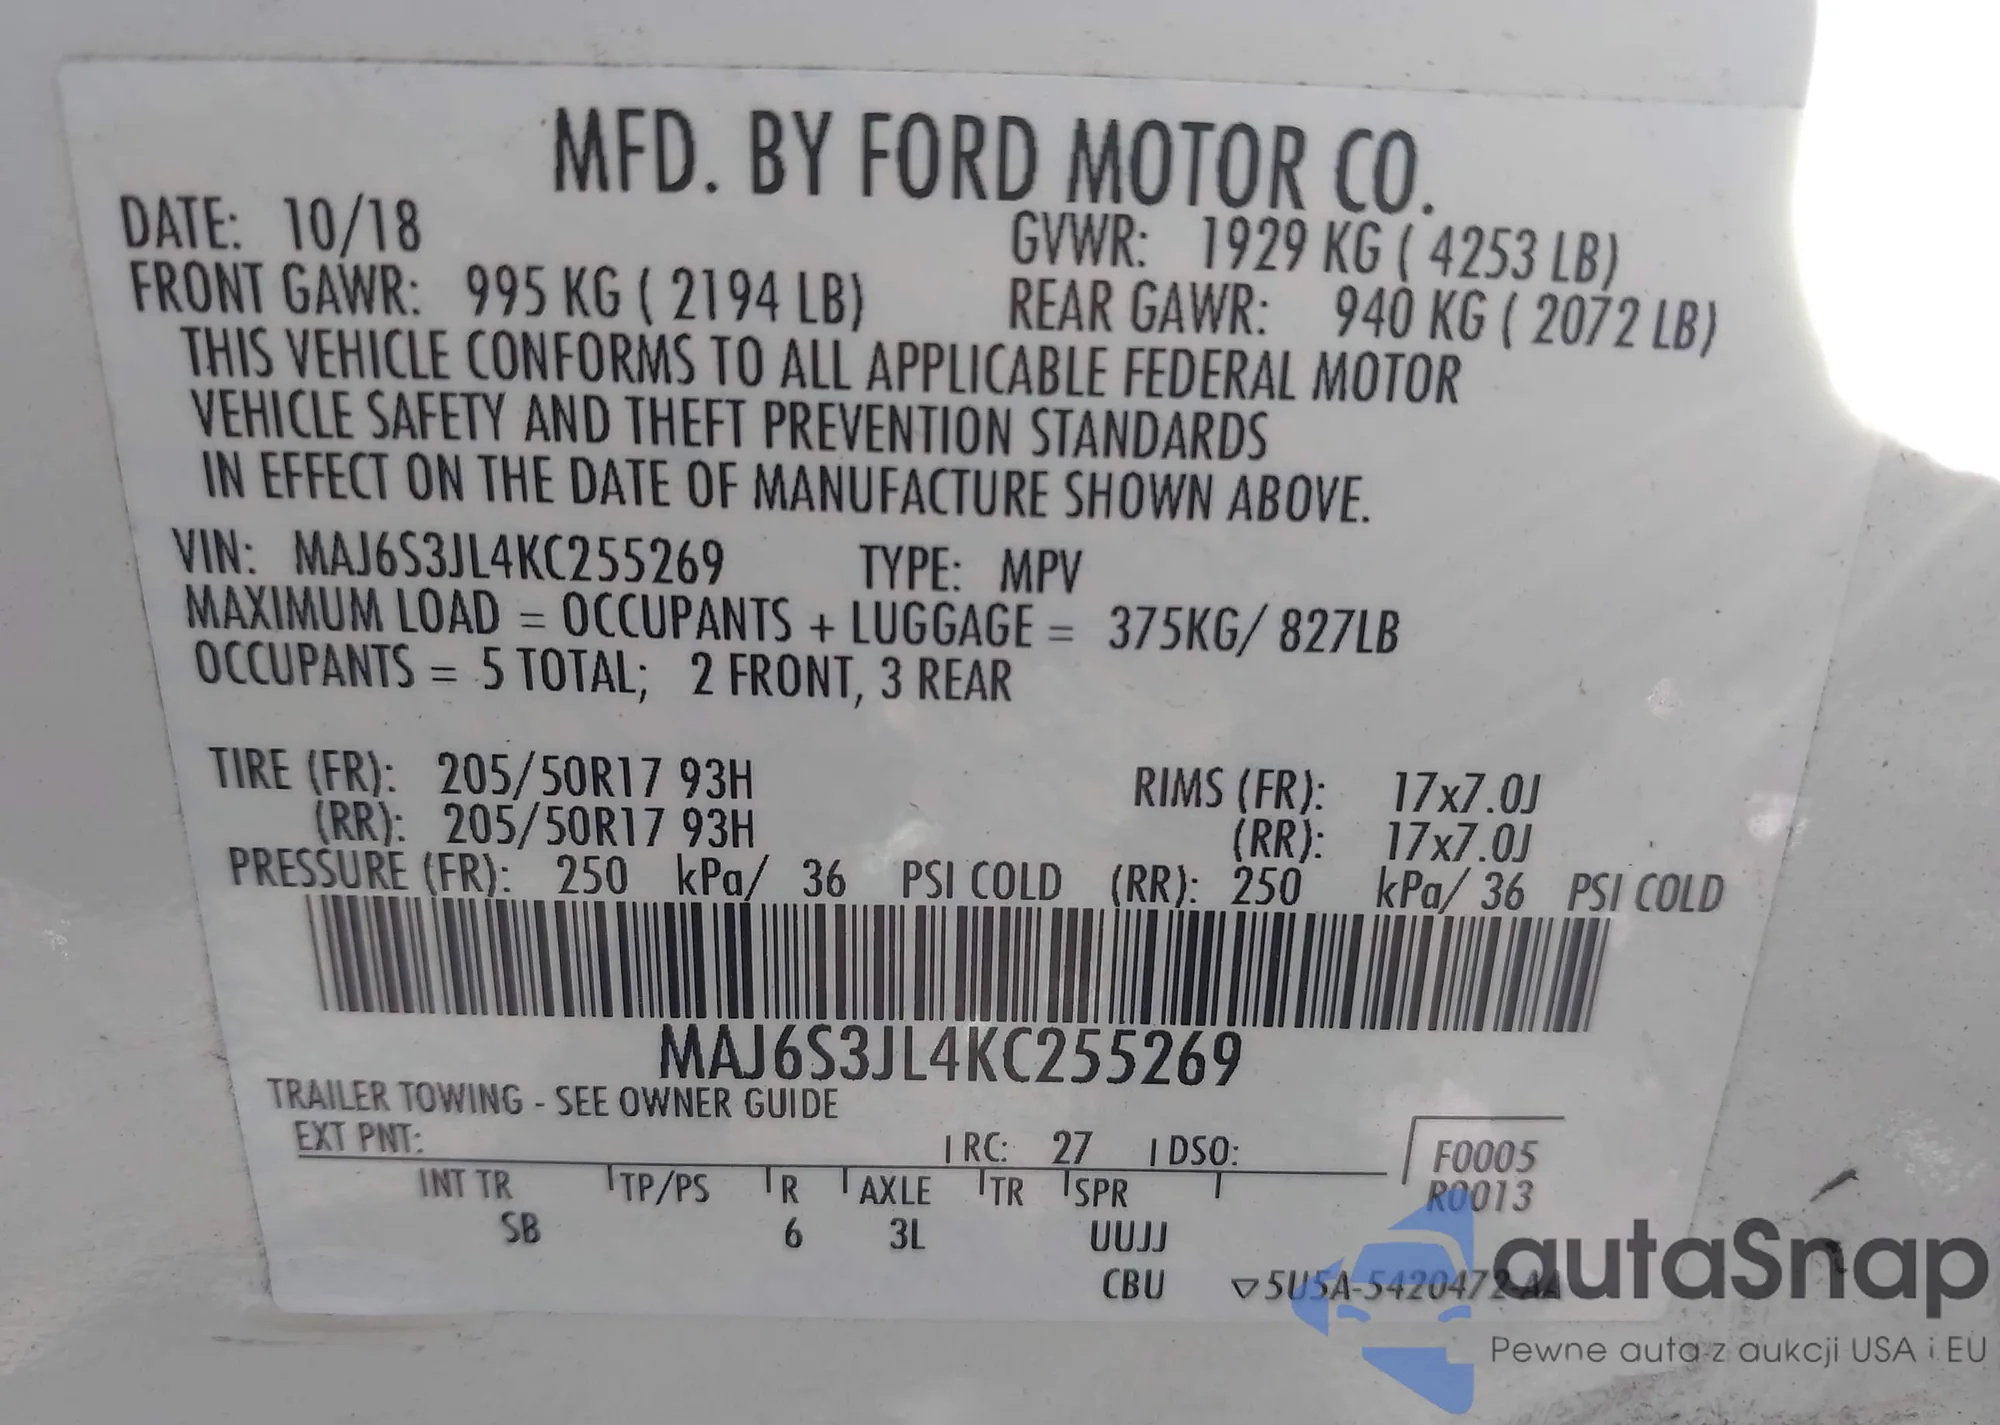 MFD. BY FORD MOTOR CO.
DATE: 10/18 GVWR: 1929 KG ( 4253 LB)
FRONT GAWR: 995 KG ( 2194 LB) REAR GAWR: 940 KG ( 2072 LB)
THIS VEHICLE CONFORMS TO ALL APPLICABLE FEDERAL MOTOR
VEHICLE SAFETY AND THEFT PREVENTION STANDARDS
IN EFFECT ON THE DATE OF MANUFACTURE SHOWN ABOVE.
VIN: MAJ6S3JL4KC255269 TYPE: MPV
MAXIMUM LOAD = OCCUPANTS + LUGGAGE = 375KG/ 827LB
OCCUPANTS = 5 TOTAL; 2 FRONT, 3 REAR
TIRE (FR): 205/50R17 93H RIMS (FR): 17x7.0J
(RR): 205/50R17 93H (RR): 17x7.0J
PRESSURE (FR): 250 kPa/ 36 PSI COLD (RR): 250 kPa/ 36 PSI COLD
MAJ6S3JL4KC255269
TRAILER TOWING - SEE OWNER GUIDE
EXT PNT: RC: 27 DSO: F0005
INT TR TP/PS R AXLE TR SPR R0013
SB 6 3L UUJJ
CBU ▽5U5A-5420472-AA
autaSnap
Pewne auta z aukcji USA i EU